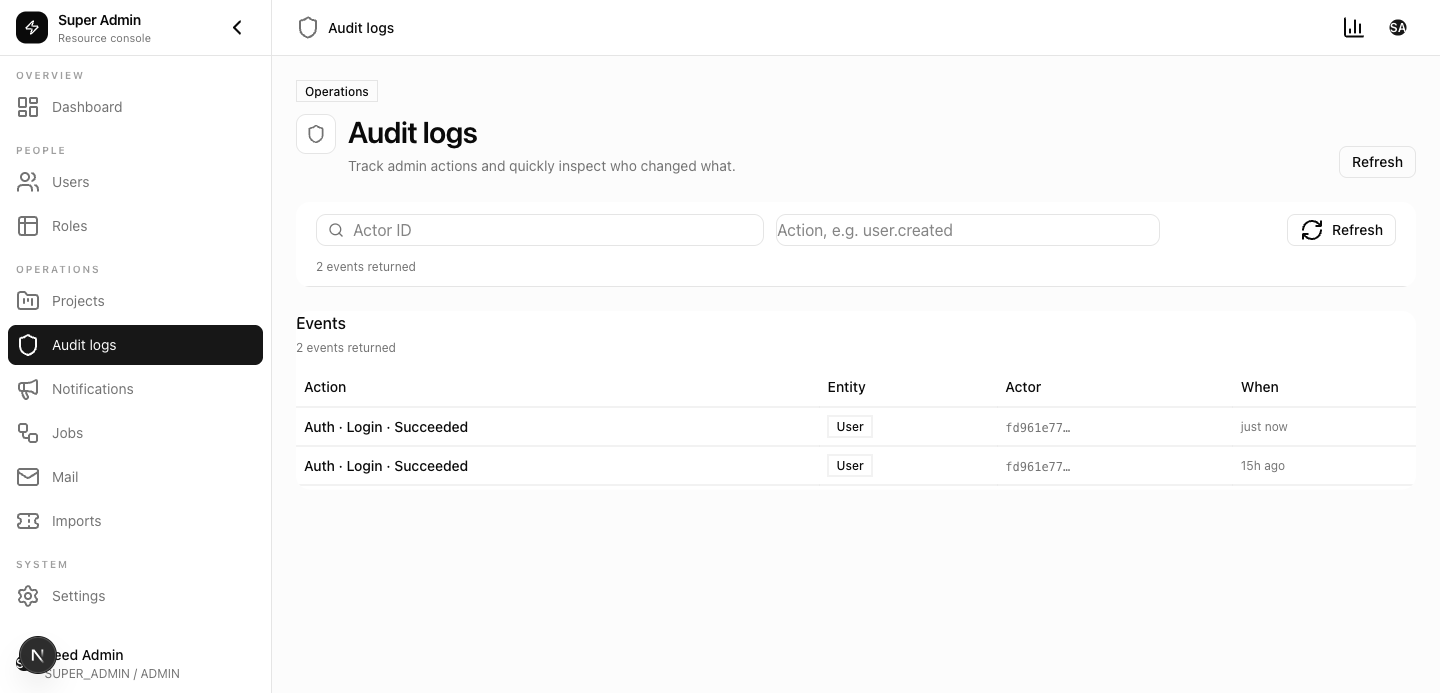 Super Admin
Resource console
OVERVIEW
Dashboard
PEOPLE
Users
Roles
OPERATIONS
Projects
Audit logs
Notifications
Jobs
Mail
Imports
SYSTEM
Settings
eed Admin
SUPER_ADMIN / ADMIN
Audit logs
SA
Operations
Audit logs
Track admin actions and quickly inspect who changed what.
Refresh
Actor ID
Action, e.g. user.created
Refresh
2 events returned
Events
2 events returned
Action Entity Actor When
Auth · Login · Succeeded User fd961e77… just now
Auth · Login · Succeeded User fd961e77… 15h ago